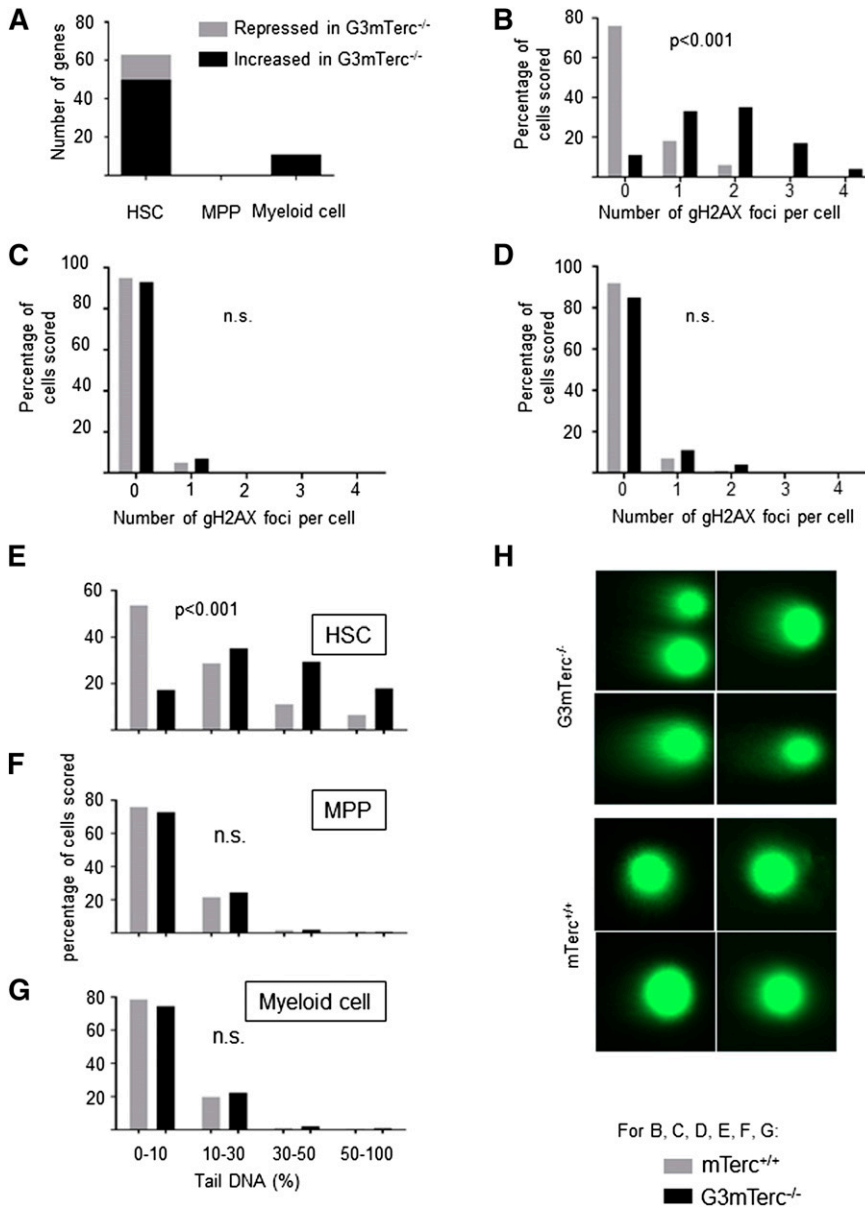 A
Number of genes
80
60
40
20
Repressed in G3mTerc-/-
Increased in G3mTerc-/-
HSC MPP Myeloid cell
B
Percentage of
cells scored
80
60
40
20
p<0.001
0 1 2 3 4
Number of gH2AX foci per cell
C
Percentage of
cells scored
100
80
60
40
20
n.s.
0 1 2 3 4
Number of gH2AX foci per cell
D
Percentage of
cells scored
100
80
60
40
20
n.s.
0 1 2 3 4
Number of gH2AX foci per cell
E
60
40
20
p<0.001
HSC
F
percentage of cells scored
80
60
40
20
n.s.
MPP
G
80
60
40
20
n.s.
Myeloid cell
0-10 10-30 30-50 50-100
Tail DNA (%)
H
G3mTerc-/-
mTerc+/+
For B, C, D, E, F, G:
mTerc+/+
G3mTerc-/-